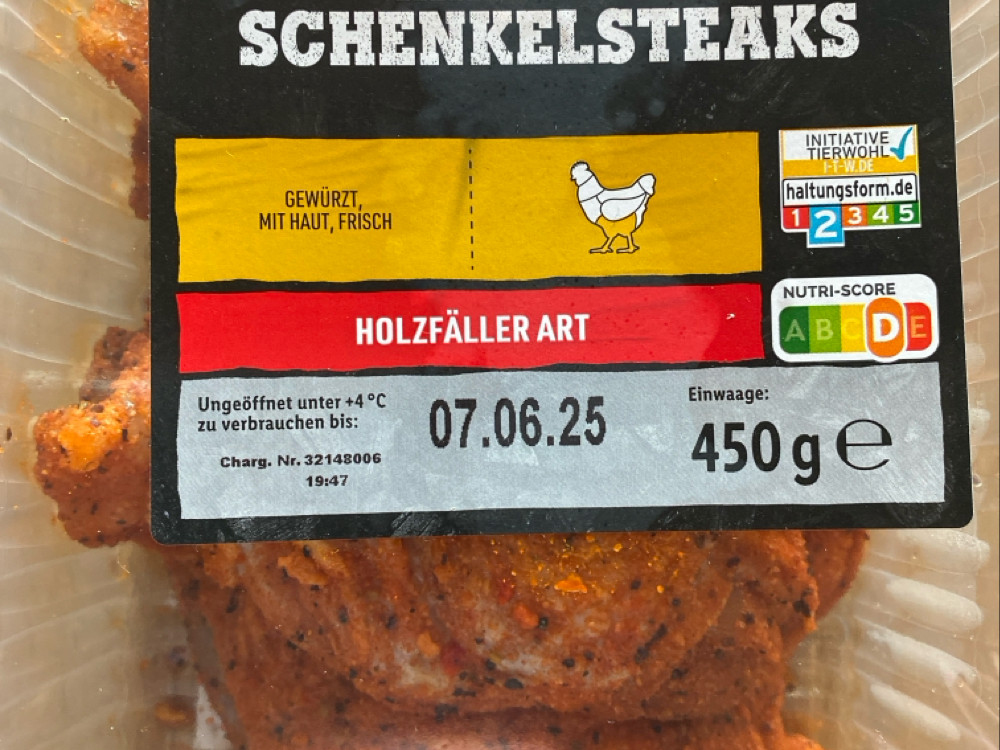 SCHENKELSTEAKS
GEWÜRZT,
MIT HAUT, FRISCH
INITIATIVE
TIERWOHL
I-T-W.DE
haltungsform.de
1 2 3 4 5
NUTRI-SCORE
A B C D E
HOLZFÄLLER ART
Ungeöffnet unter +4 °C
zu verbrauchen bis:
07.06.25
Charg. Nr. 32148006
19:47
Einwaage:
450 g ℮